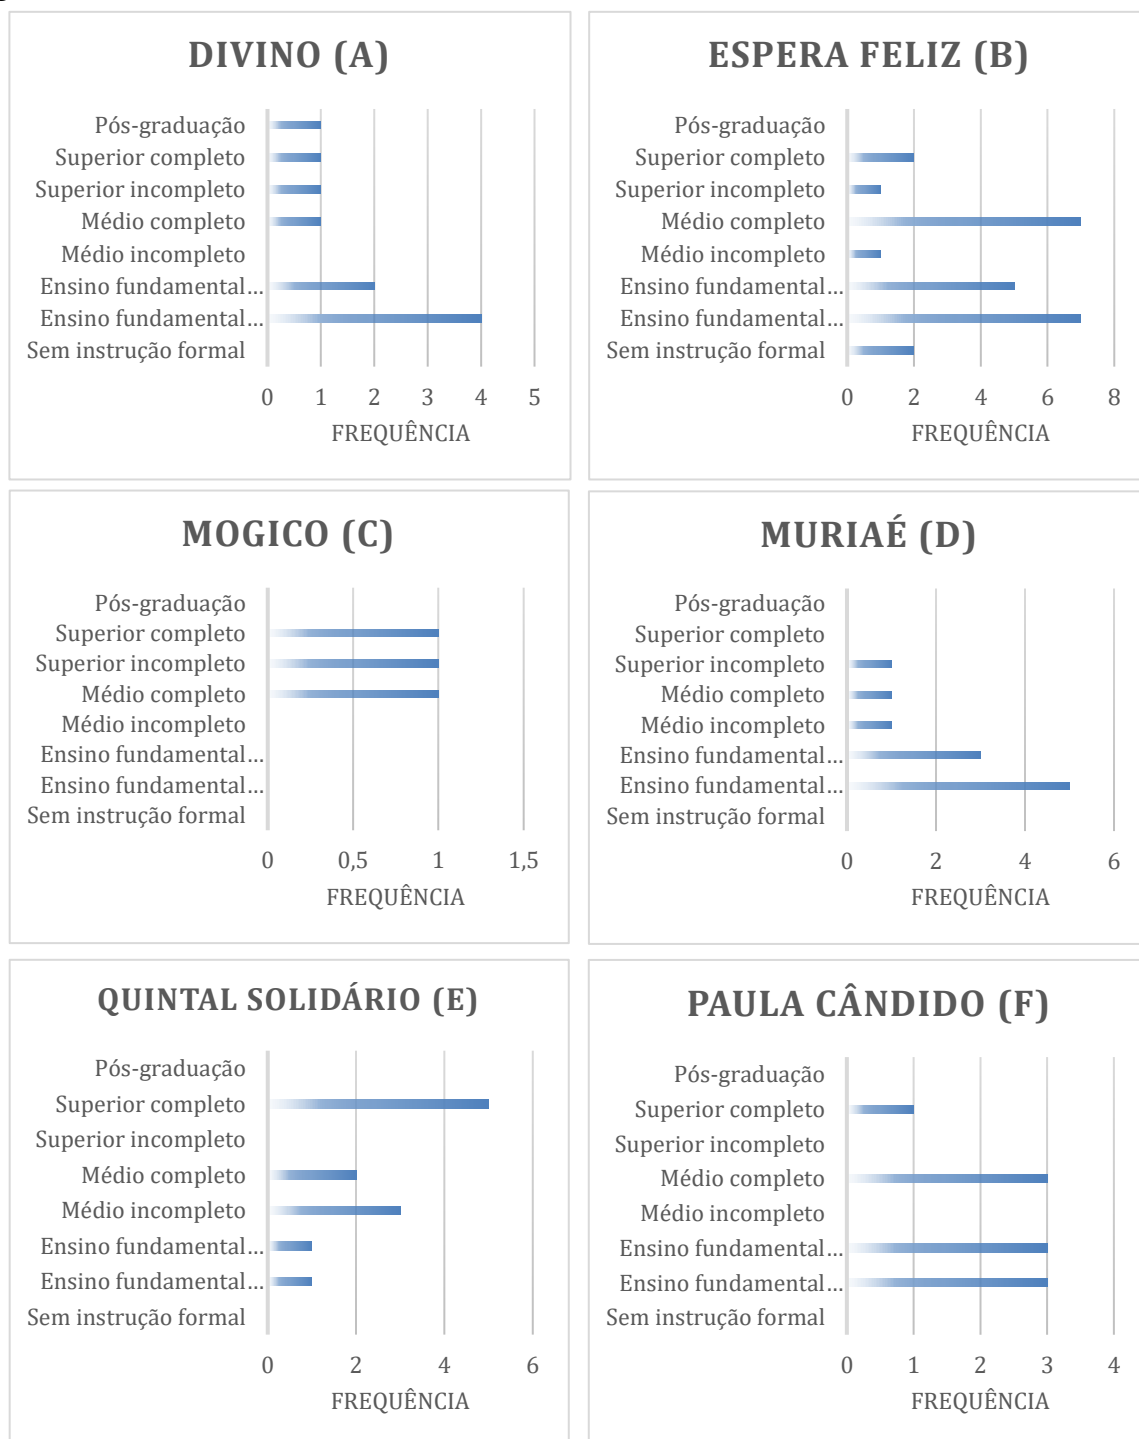 DIVINO (A)
Pós-graduação
Superior completo
Superior incompleto
Médio completo
Médio incompleto
Ensino fundamental...
Ensino fundamental...
Sem instrução formal
0 1 2 3 4 5
FREQUÊNCIA
ESPERA FELIZ (B)
Pós-graduação
Superior completo
Superior incompleto
Médio completo
Médio incompleto
Ensino fundamental...
Ensino fundamental...
Sem instrução formal
0 2 4 6 8
FREQUÊNCIA
MOGICO (C)
Pós-graduação
Superior completo
Superior incompleto
Médio completo
Médio incompleto
Ensino fundamental...
Ensino fundamental...
Sem instrução formal
0 0,5 1 1,5
FREQUÊNCIA
MURIAÉ (D)
Pós-graduação
Superior completo
Superior incompleto
Médio completo
Médio incompleto
Ensino fundamental...
Ensino fundamental...
Sem instrução formal
0 2 4 6
FREQUÊNCIA
QUINTAL SOLIDÁRIO (E)
Pós-graduação
Superior completo
Superior incompleto
Médio completo
Médio incompleto
Ensino fundamental...
Ensino fundamental...
Sem instrução formal
0 2 4 6
FREQUÊNCIA
PAULA CÂNDIDO (F)
Pós-graduação
Superior completo
Superior incompleto
Médio completo
Médio incompleto
Ensino fundamental...
Ensino fundamental...
Sem instrução formal
0 1 2 3 4
FREQUÊNCIA